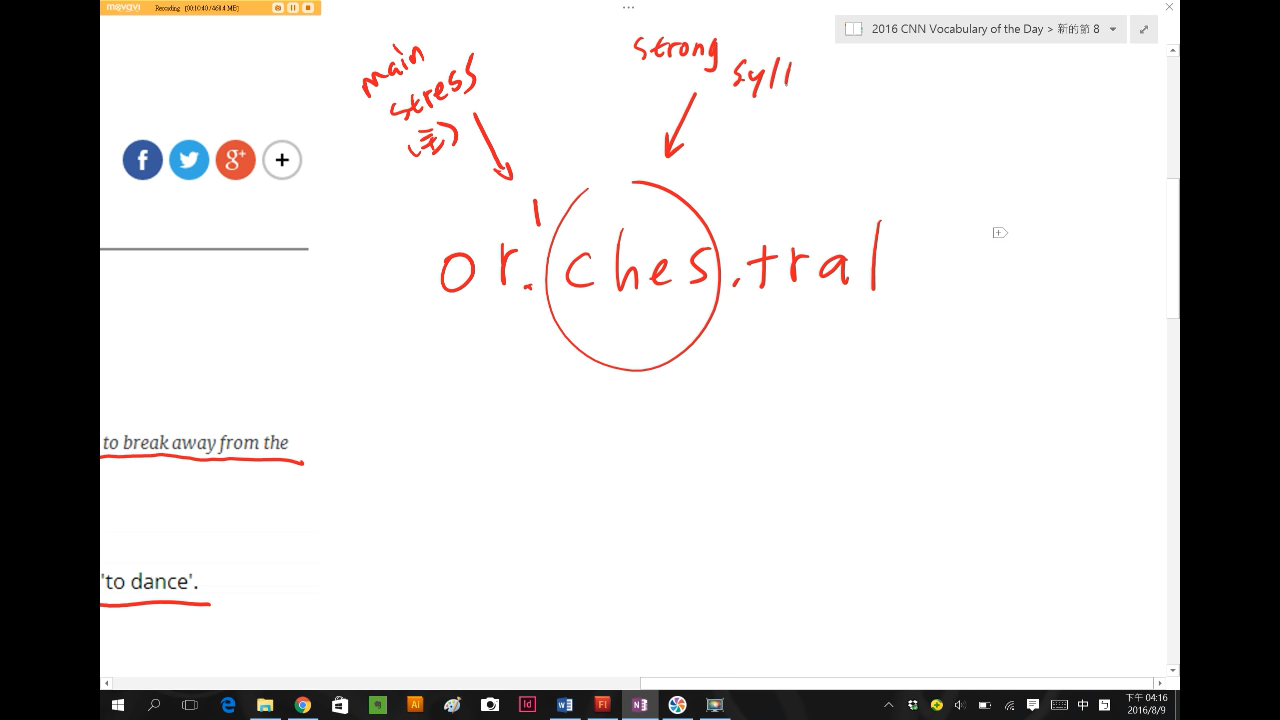 movavi Recording [00:10:40/468.4 MB]
2016 CNN Vocabulary of the Day > 新的節 8
main
stress
(主)
strong
syll
or.'ches.tral
to break away from the
'to dance'.
中
下午 04:16
2016/8/9